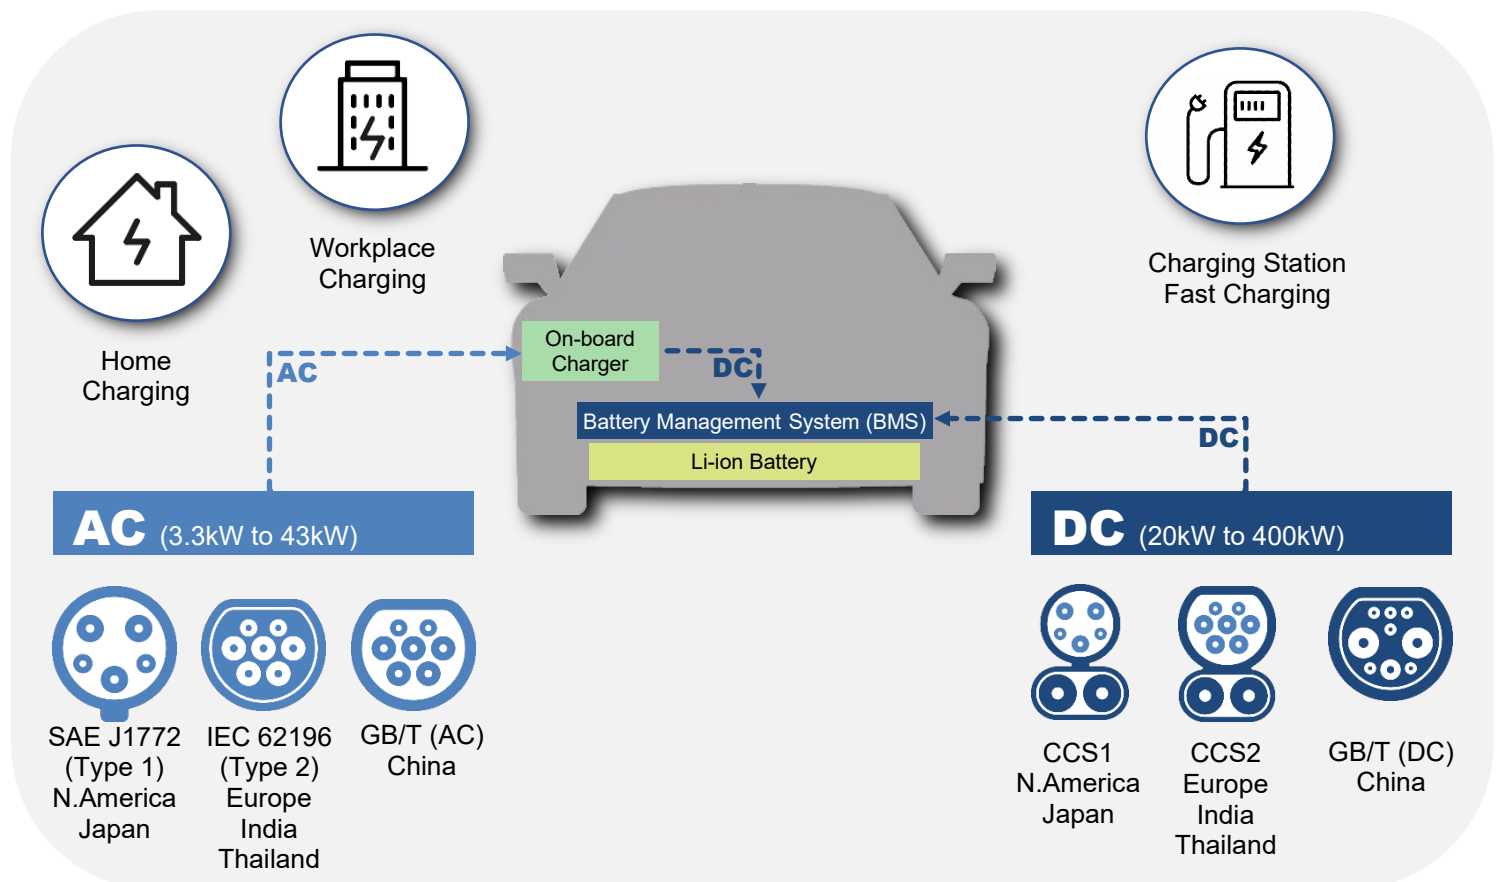 Workplace
Charging
Home
Charging
Charging Station
Fast Charging
On-board
Charger
AC
DC
Battery Management System (BMS)
DC
Li-ion Battery
AC (3.3kW to 43kW)
DC (20kW to 400kW)
SAE J1772
(Type 1)
N.America
Japan
IEC 62196
(Type 2)
Europe
India
Thailand
GB/T (AC)
China
CCS1
N.America
Japan
CCS2
Europe
India
Thailand
GB/T (DC)
China